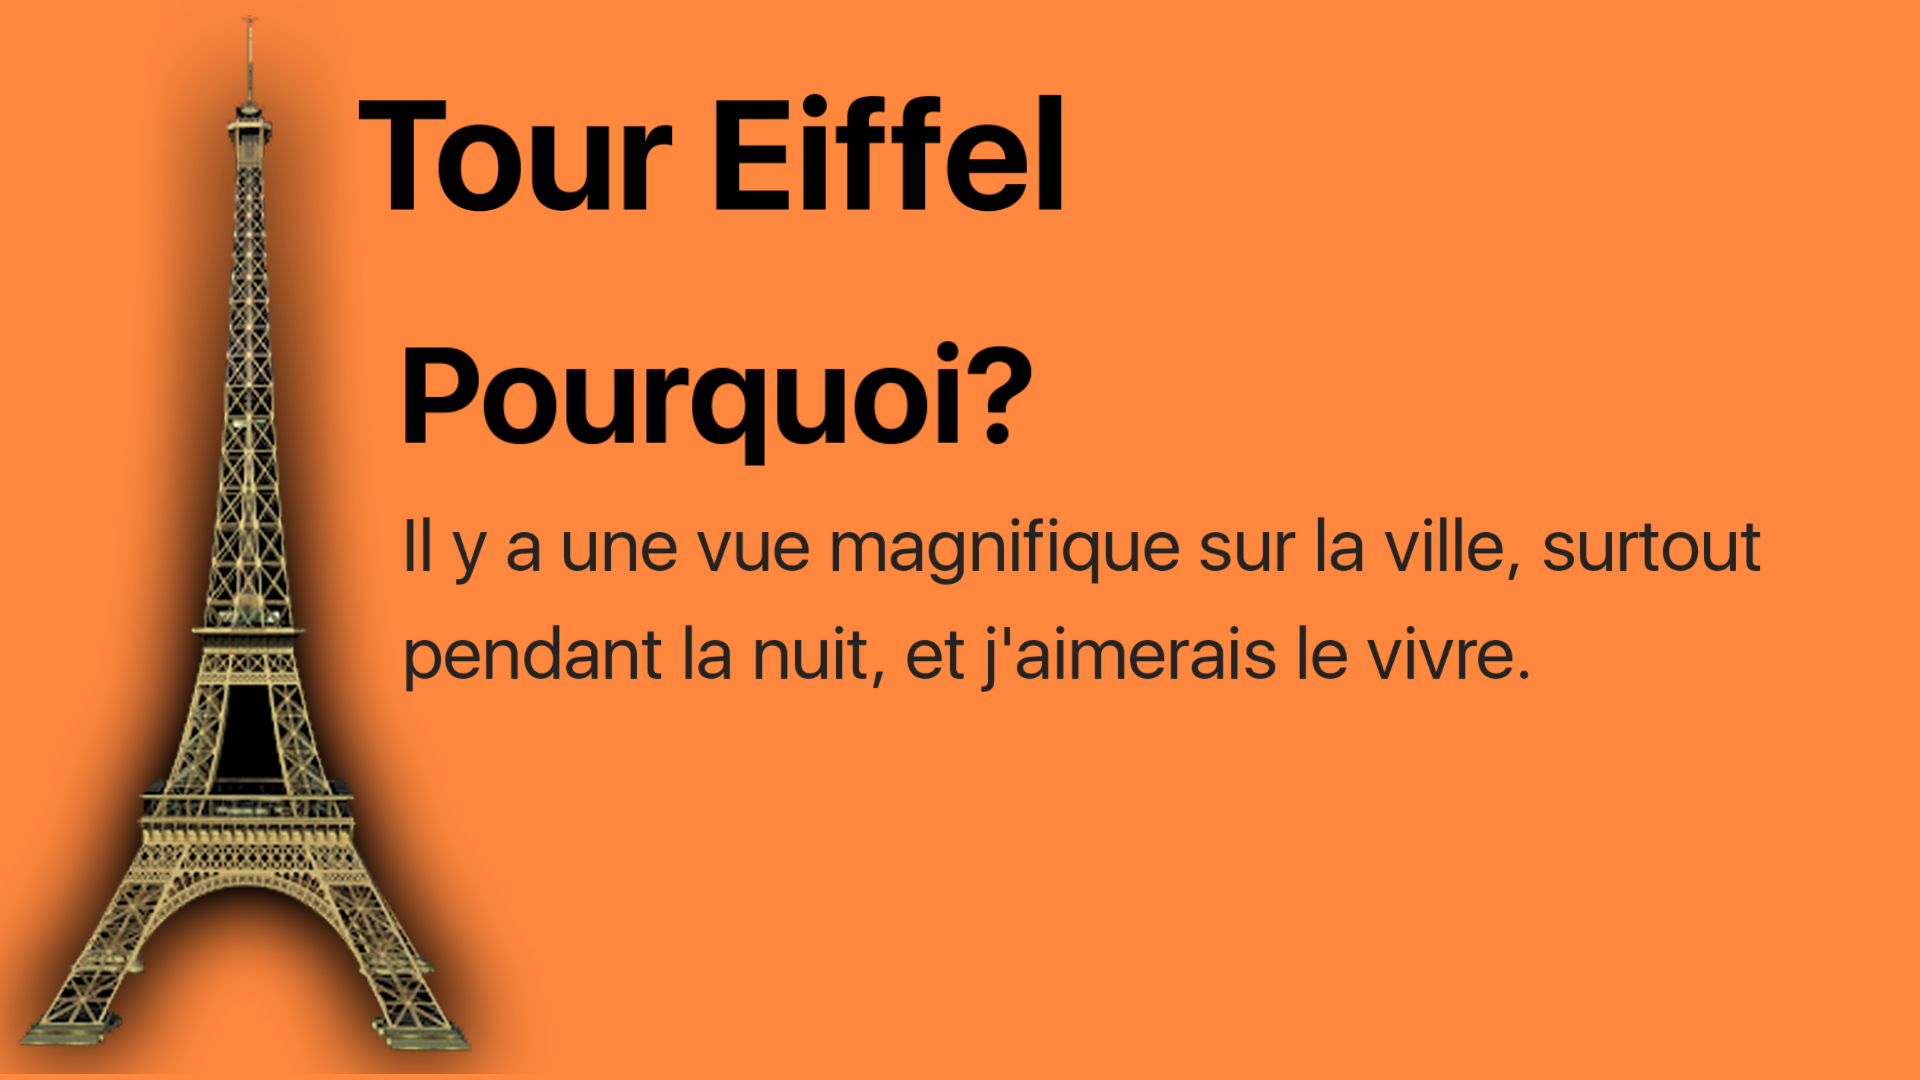 Tour Eiffel
Pourquoi?
Il y a une vue magnifique sur la ville, surtout
pendant la nuit, et j'aimerais le vivre.